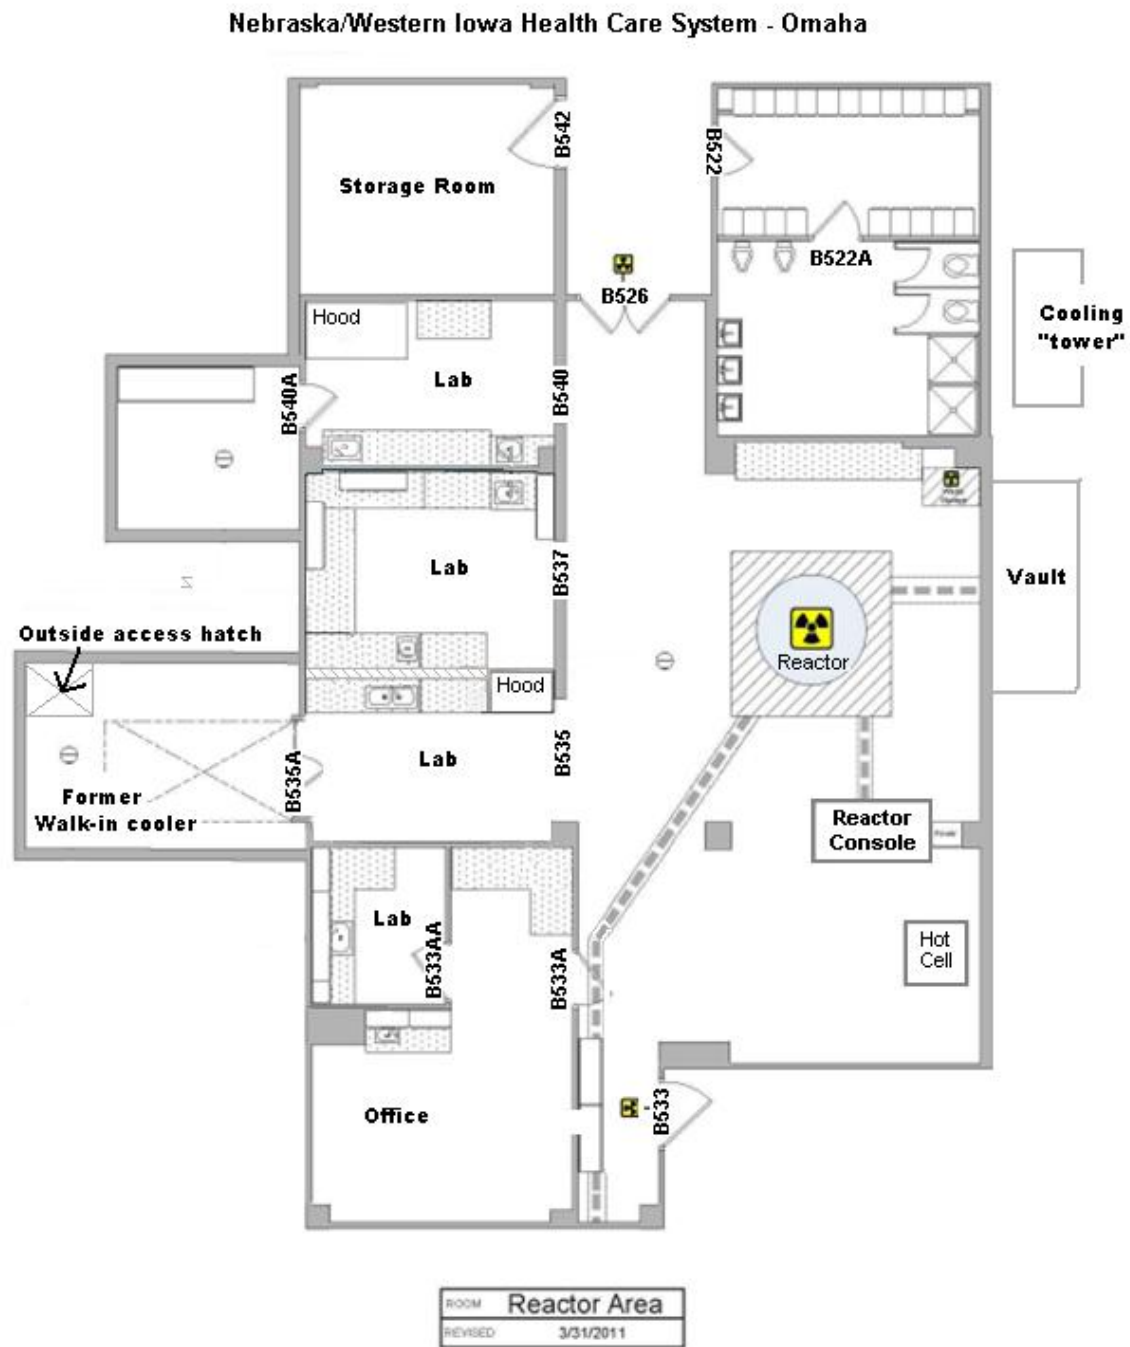 Nebraska/Western Iowa Health Care System - Omaha
B542
B522
Storage Room
B522A
B526
Hood
Cooling
"tower"
Lab
B540
B540A
Lab
B537
Vault
Outside access hatch
Reactor
Hood
Lab
B535
B535A
Former
Walk-in cooler
Reactor
Console
Lab
B533AA
B533A
Hot
Cell
Office
B533
ROOM Reactor Area
REVISED 3/31/2011